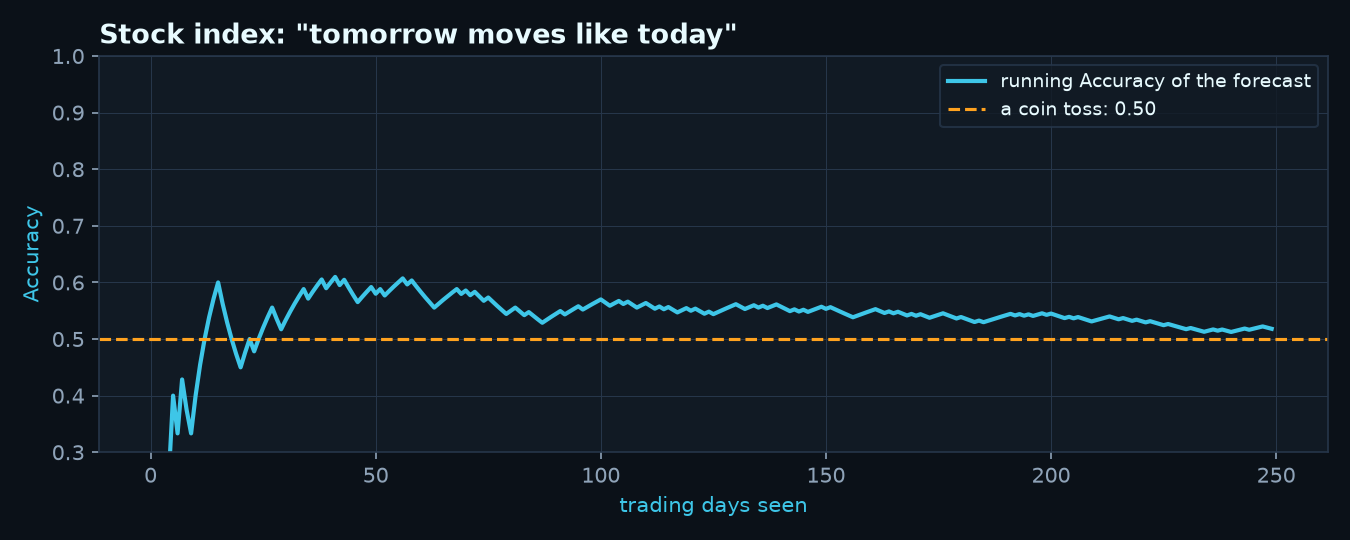 Stock index: "tomorrow moves like today"
running Accuracy of the forecast
a coin toss: 0.50
Accuracy
1.0
0.9
0.8
0.7
0.6
0.5
0.4
0.3
0 50 100 150 200 250
trading days seen